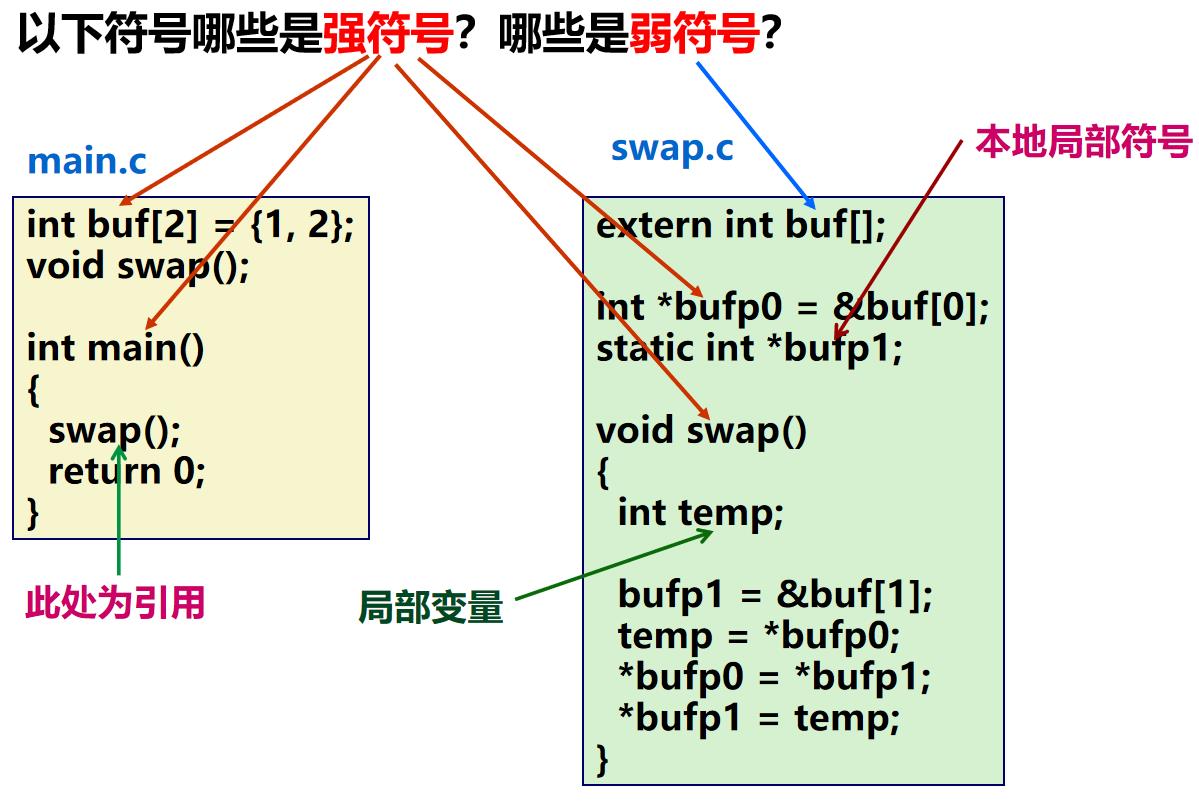 以下符号哪些是强符号？哪些是弱符号？
main.c
int buf[2] = {1, 2};
void swap();
int main()
{
swap();
return 0;
}
此处为引用
swap.c
本地局部符号
extern int buf[];
int *bufp0 = &buf[0];
static int *bufp1;
void swap()
{
int temp;
局部变量
bufp1 = &buf[1];
temp = *bufp0;
*bufp0 = *bufp1;
*bufp1 = temp;
}